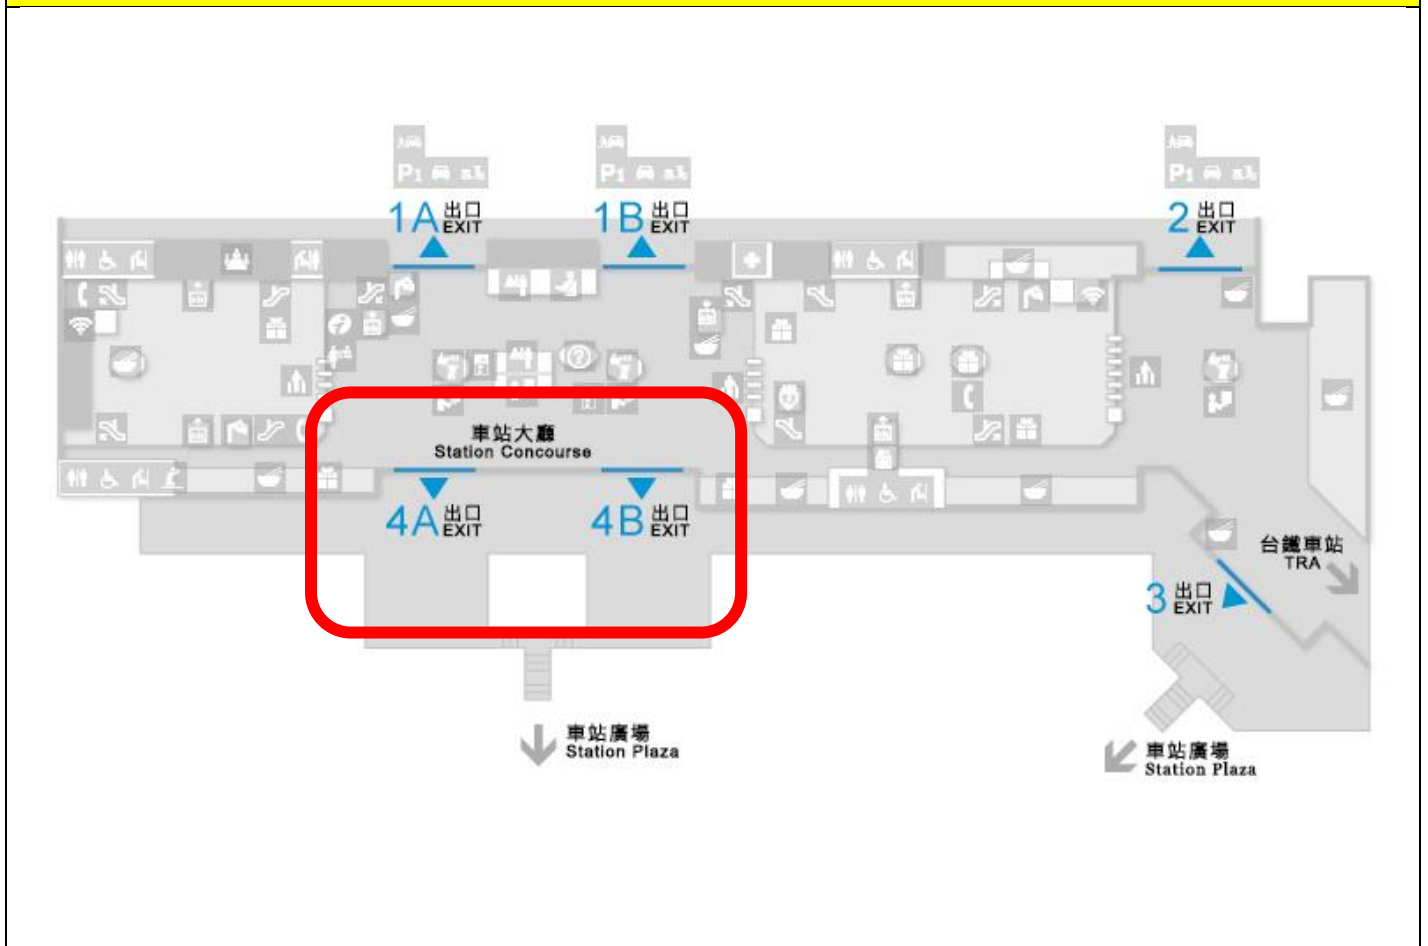 P1
P1
P1
1A 出口
EXIT
1B 出口
EXIT
2 出口
EXIT
車站大廳
Station Concourse
4A 出口
EXIT
4B 出口
EXIT
台鐵車站
TRA
3 出口
EXIT
車站廣場
Station Plaza
車站廣場
Station Plaza